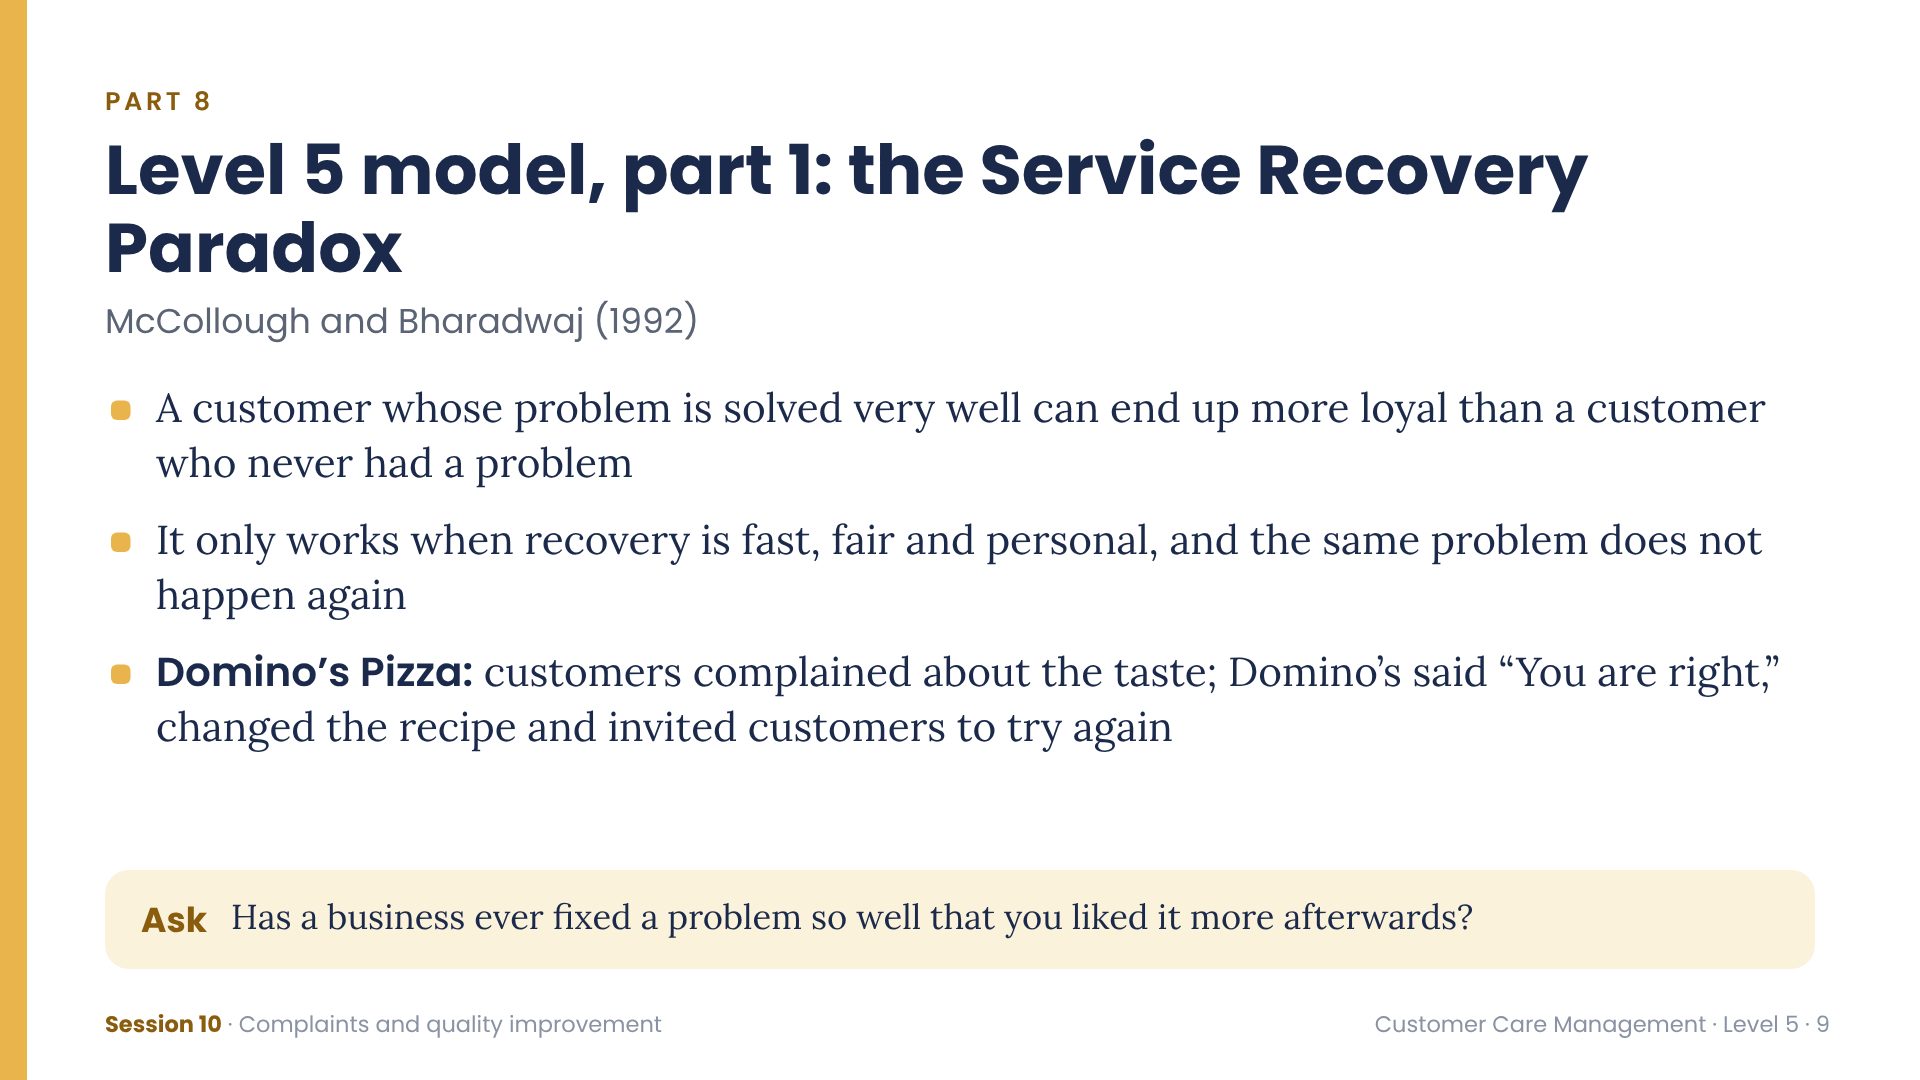 PART 8
Level 5 model, part 1: the Service Recovery
Paradox
McCollough and Bharadwaj (1992)
A customer whose problem is solved very well can end up more loyal than a customer
who never had a problem
It only works when recovery is fast, fair and personal, and the same problem does not
happen again
Domino’s Pizza: customers complained about the taste; Domino’s said “You are right,”
changed the recipe and invited customers to try again
Ask Has a business ever fixed a problem so well that you liked it more afterwards?
Session 10 · Complaints and quality improvement
Customer Care Management · Level 5 · 9